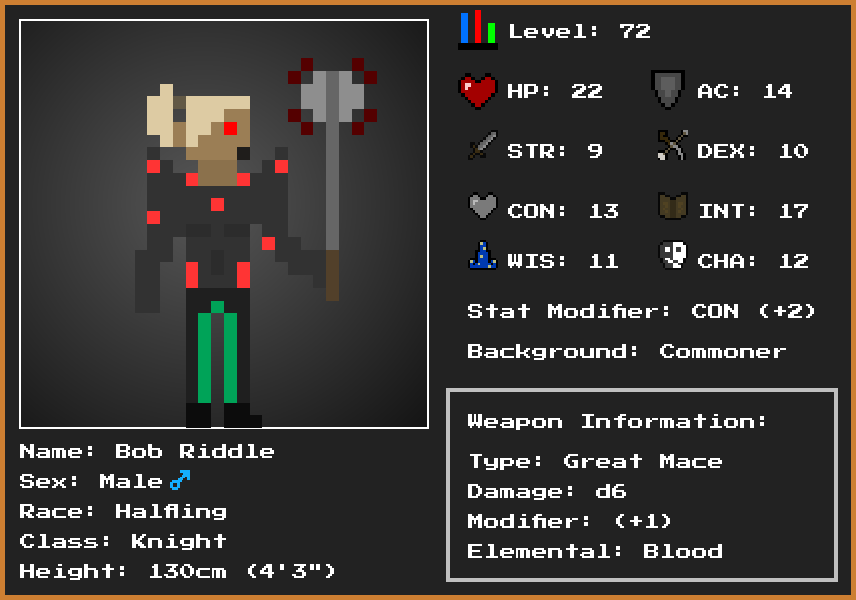 Level: 72
HP: 22
AC: 14
STR: 9
DEX: 10
CON: 13
INT: 17
WIS: 11
CHA: 12
Stat Modifier: CON (+2)
Background: Commoner
Weapon Information:
Type: Great Mace
Damage: d6
Modifier: (+1)
Elemental: Blood
Name: Bob Riddle
Sex: Male ♂
Race: Halfling
Class: Knight
Height: 130cm (4'3")